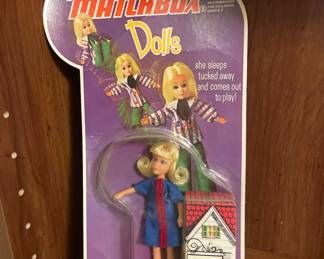 MATCHBOX
Dolls
she sleeps
tucked away
and comes out
to play!